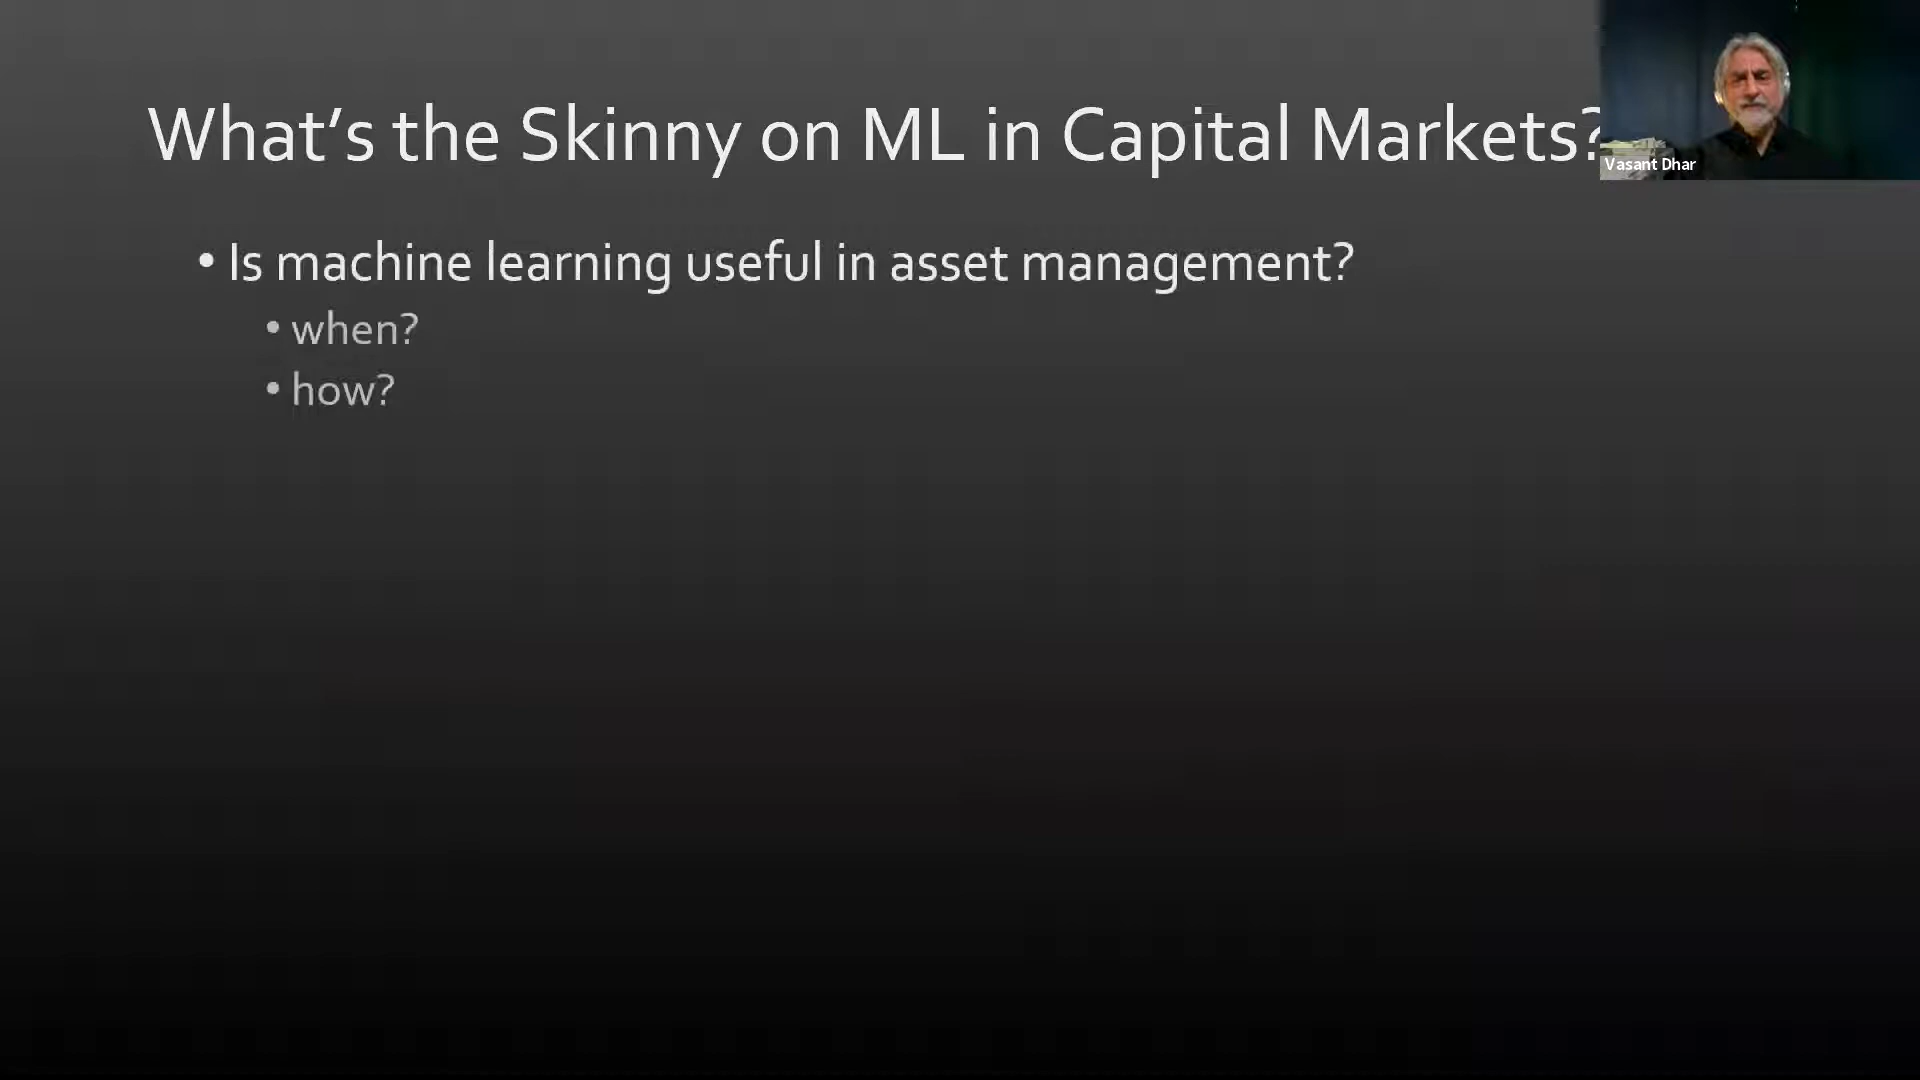 What's the Skinny on ML in Capital Markets?
Vasant Dhar
• Is machine learning useful in asset management?
• when?
• how?